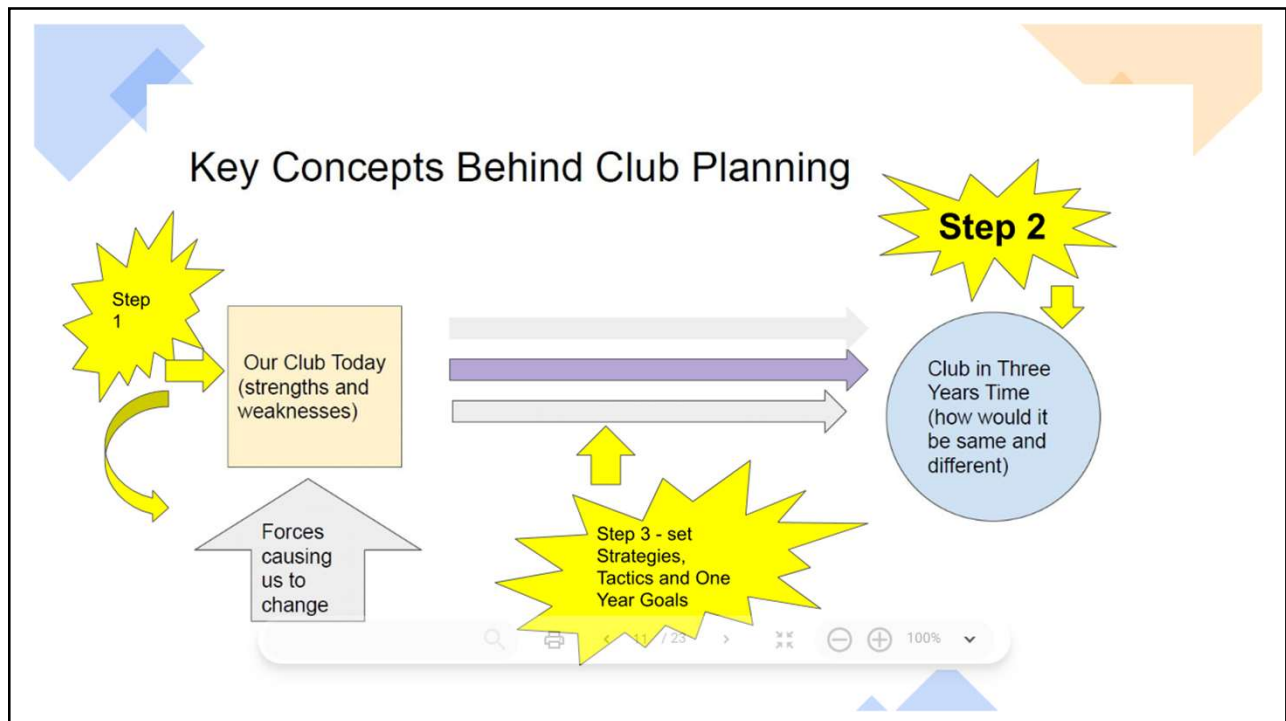 Key Concepts Behind Club Planning
Step 2
Step
1
Our Club Today
(strengths and
weaknesses)
Club in Three
Years Time
(how would it
be same and
different)
Forces
causing
us to
change
Step 3 - set
Strategies,
Tactics and One
Year Goals
11 / 23
100%